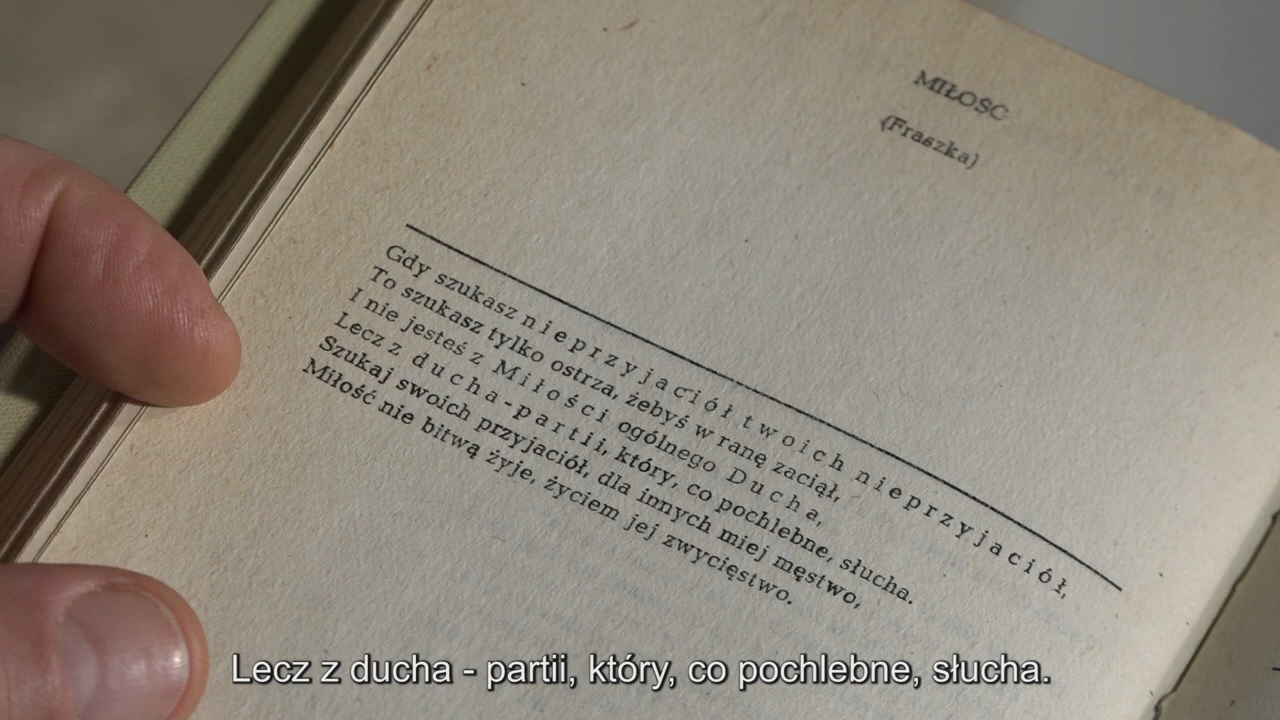 MIŁOŚĆ
(Fraszka)
Gdy szukasz nieprzyjaciół twoich nieprzyjaciół,
To szukasz tylko ostrza, żebyś w ranę zaciął,
I nie jesteś z Miłości ogólnego Ducha,
Lecz z ducha-partii, który, co pochlebne, słucha.
Szukaj swoich przyjaciół, dla innych miej męstwo,
Miłość nie bitwą żyje, życiem jej zwycięstwo.
Lecz z ducha - partii, który, co pochlebne, słucha.